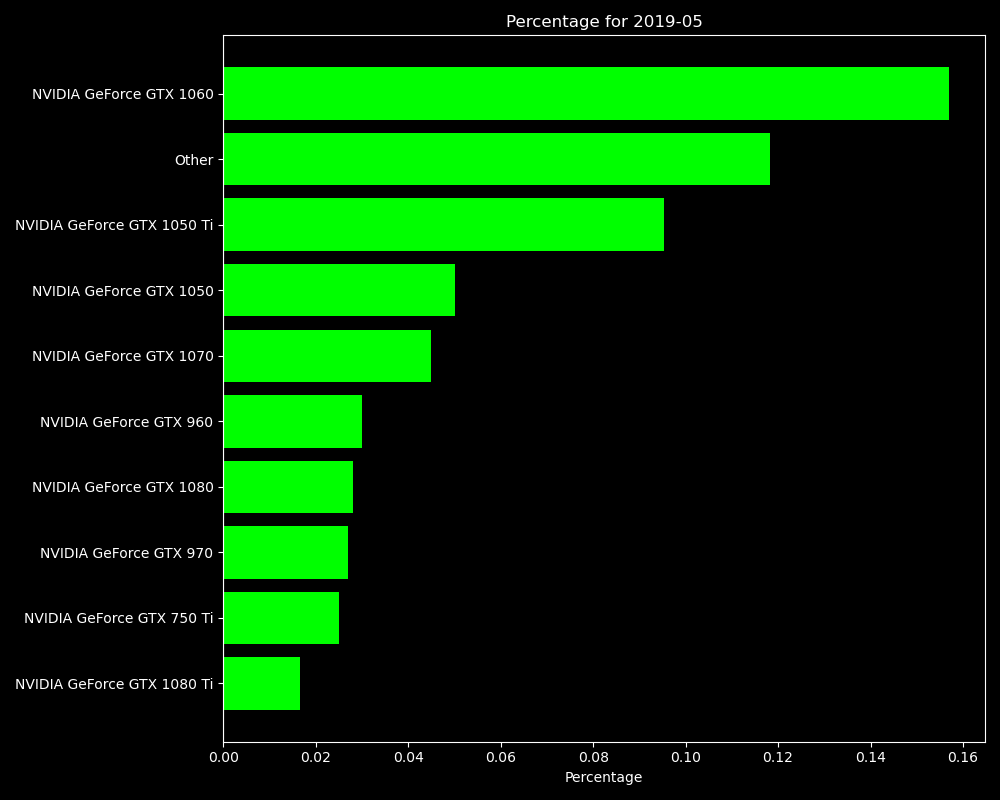 Percentage for 2019-05
NVIDIA GeForce GTX 1060
Other
NVIDIA GeForce GTX 1050 Ti
NVIDIA GeForce GTX 1050
NVIDIA GeForce GTX 1070
NVIDIA GeForce GTX 960
NVIDIA GeForce GTX 1080
NVIDIA GeForce GTX 970
NVIDIA GeForce GTX 750 Ti
NVIDIA GeForce GTX 1080 Ti
0.00 0.02 0.04 0.06 0.08 0.10 0.12 0.14 0.16
Percentage